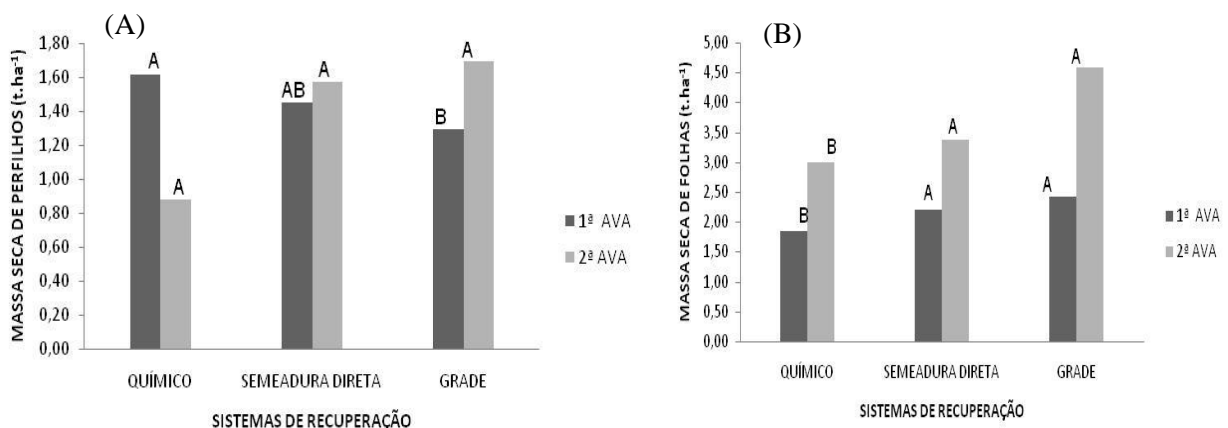 (A)
MASSA SECA DE PERFILHOS (t.ha⁻¹)
1,80
1,60
1,40
1,20
1,00
0,80
0,60
0,40
0,20
0,00
A
A
AB
A
B
A
QUÍMICO
SEMEADURA DIRETA
GRADE
SISTEMAS DE RECUPERAÇÃO
1ª AVA
2ª AVA
(B)
MASSA SECA DE FOLHAS (t.ha⁻¹)
5,00
4,50
4,00
3,50
3,00
2,50
2,00
1,50
1,00
0,50
0,00
B
B
A
A
A
A
QUÍMICO
SEMEADURA DIRETA
GRADE
SISTEMAS DE RECUPERAÇÃO
1ª AVA
2ª AVA